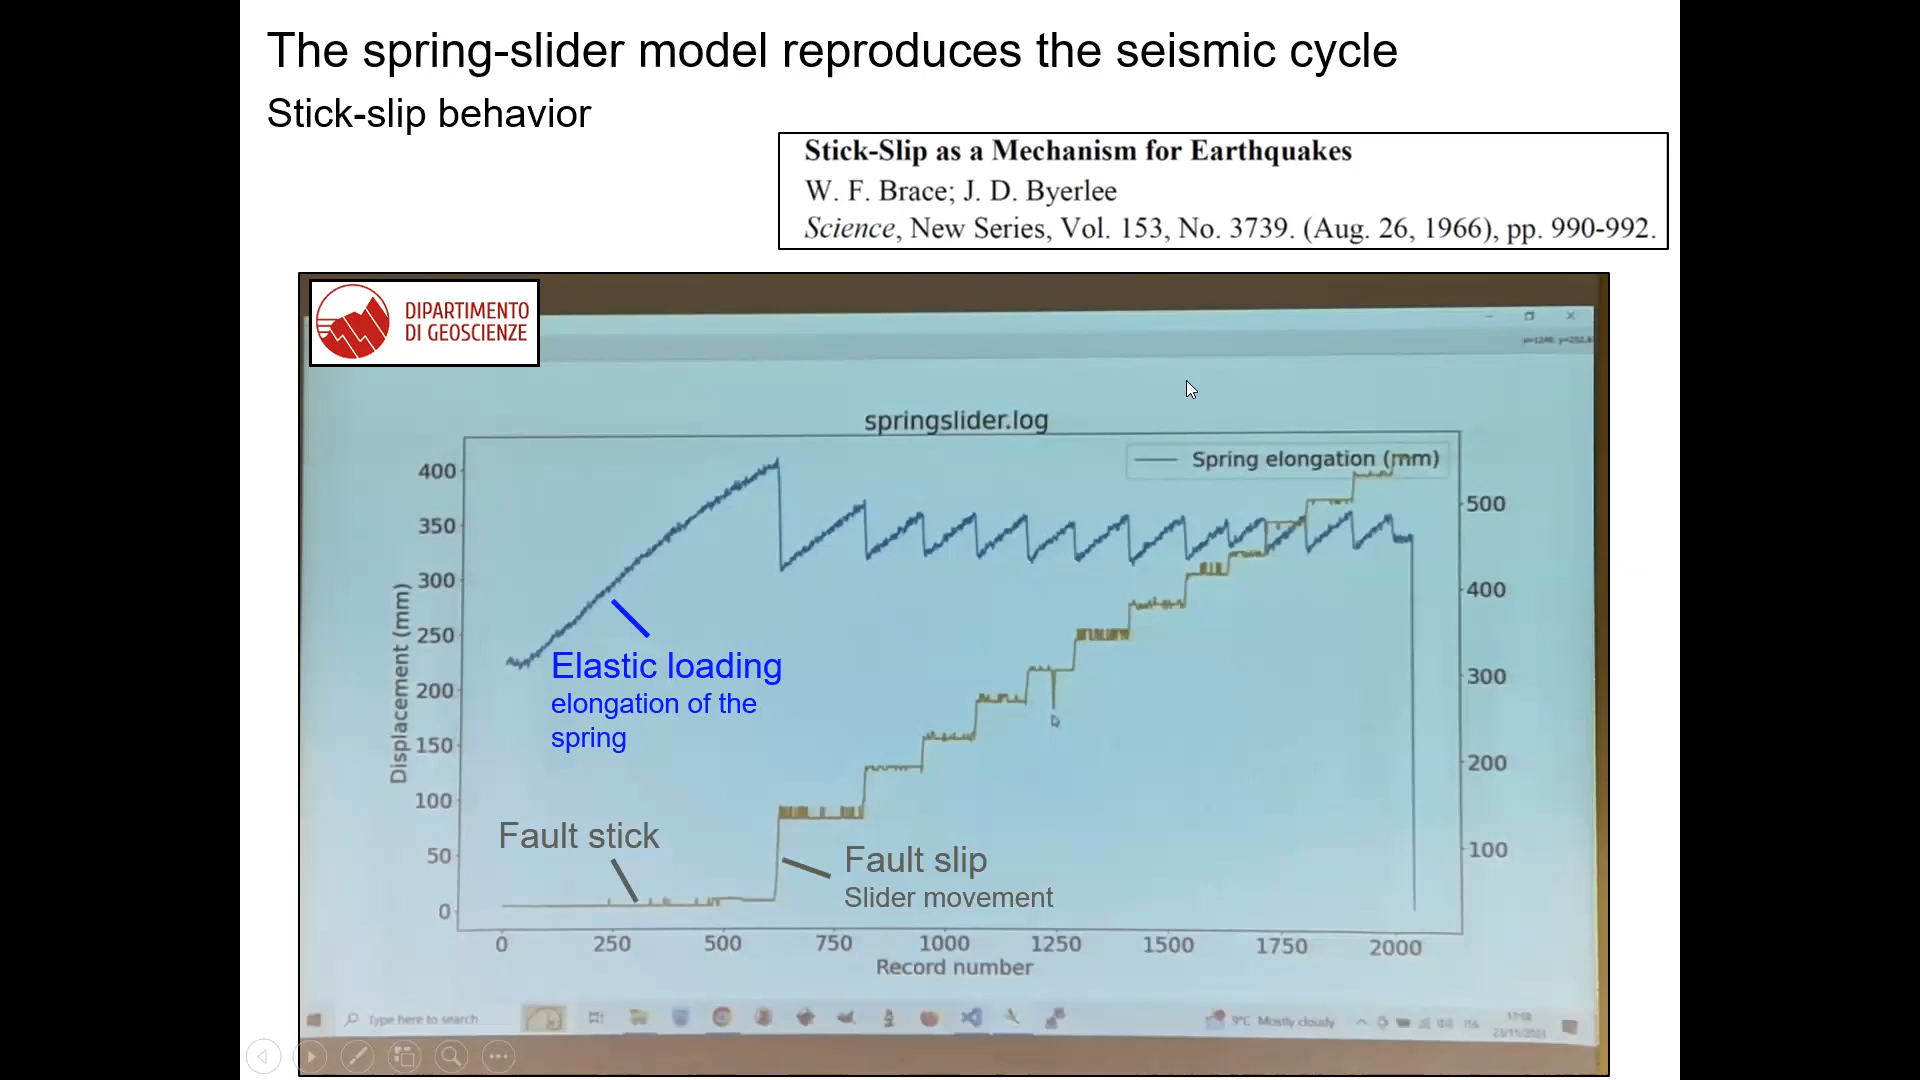 The spring-slider model reproduces the seismic cycle
Stick-slip behavior
Stick-Slip as a Mechanism for Earthquakes
W. F. Brace; J. D. Byerlee
Science, New Series, Vol. 153, No. 3739. (Aug. 26, 1966), pp. 990-992.
DIPARTIMENTO
DI GEOSCIENZE
springslider.log
Spring elongation (mm)
400
350
300
250
200
150
100
50
0
Displacement (mm)
500
400
300
200
100
Elastic loading
elongation of the
spring
Fault stick
Fault slip
Slider movement
0 250 500 750 1000 1250 1500 1750 2000
Record number
Type here to search
9°C Mostly cloudy
ITA